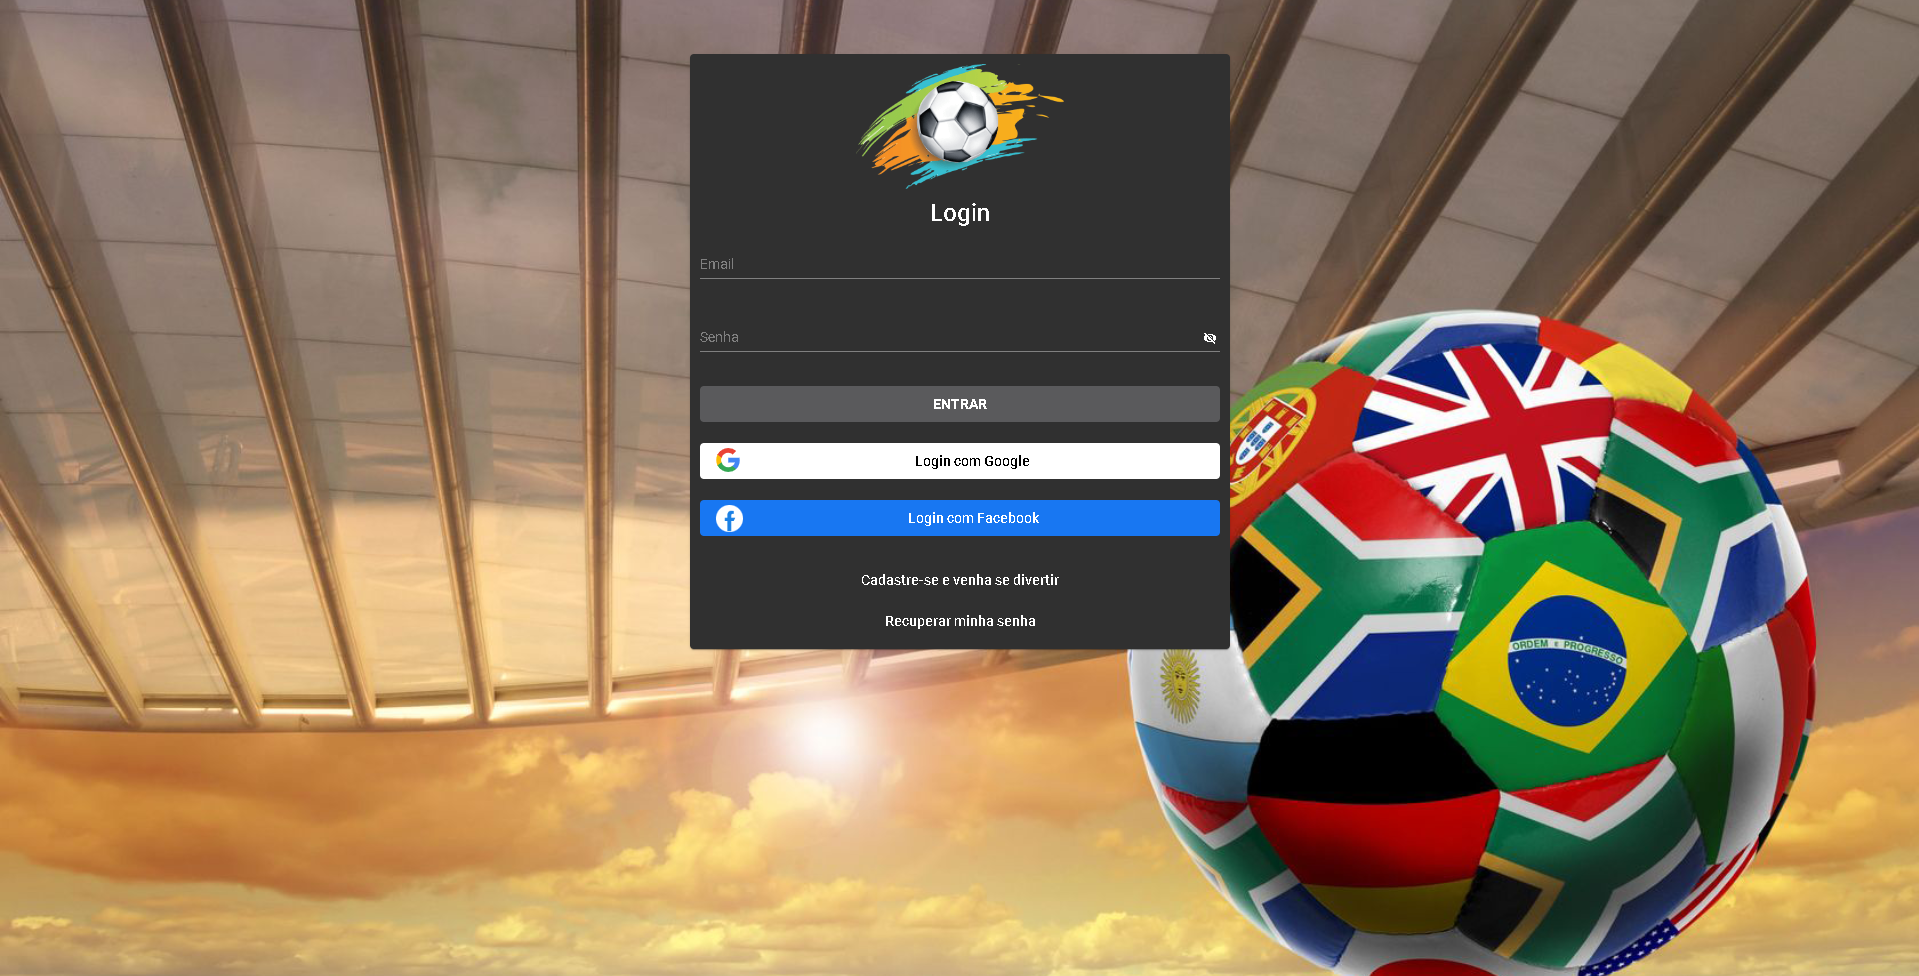 Login
Email
Senha
ENTRAR
Login com Google
Login com Facebook
Cadastre-se e venha se divertir
Recuperar minha senha
ORDEM E PROGRESSO